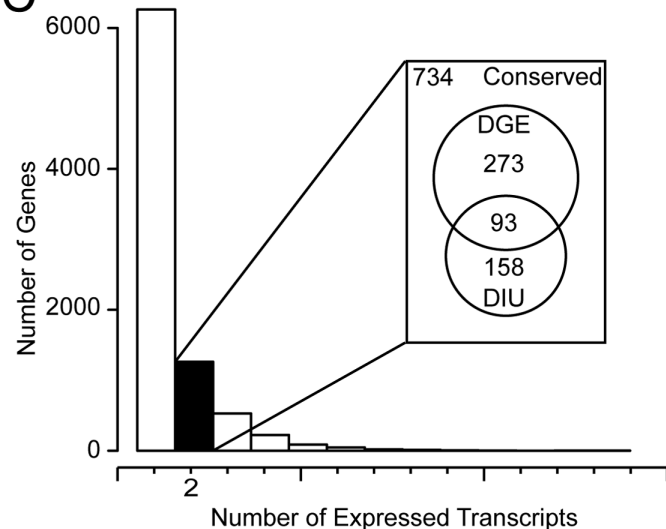 6000
4000
2000
0
Number of Genes
734 Conserved
DGE
273
93
158
DIU
2
Number of Expressed Transcripts